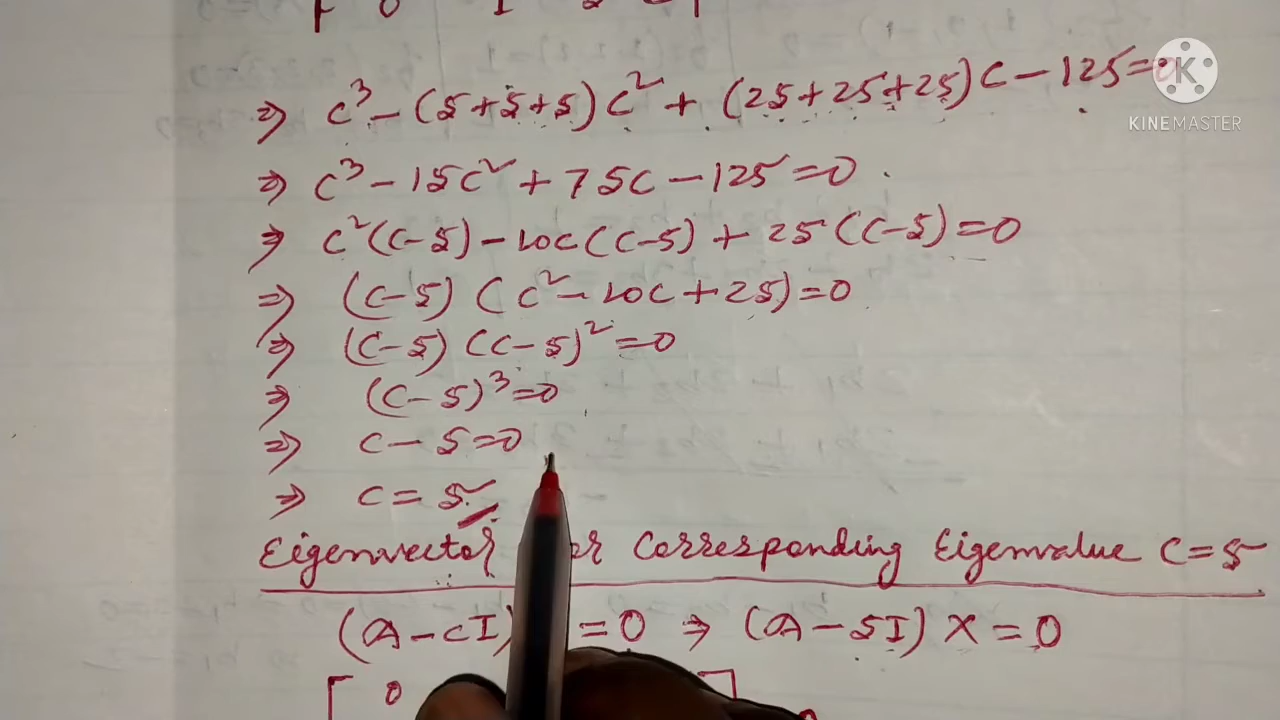 ⇒ c³ - (5+5+5)c² + (25+25+25)c - 125=0
K
KINEMASTER
⇒ c³ - 15c² + 75c - 125 = 0
⇒ c²(c-5) - 10c(c-5) + 25(c-5) = 0
⇒ (c-5) (c² - 10c + 25) = 0
⇒ (c-5) (c-5)² = 0
⇒ (c-5)³ = 0
⇒ c - 5 = 0
⇒ c = 5
Eigenvector Corresponding Eigenvalue c = 5
(A - cI) = 0 ⇒ (A - 5I) X = 0
[ 0 ]